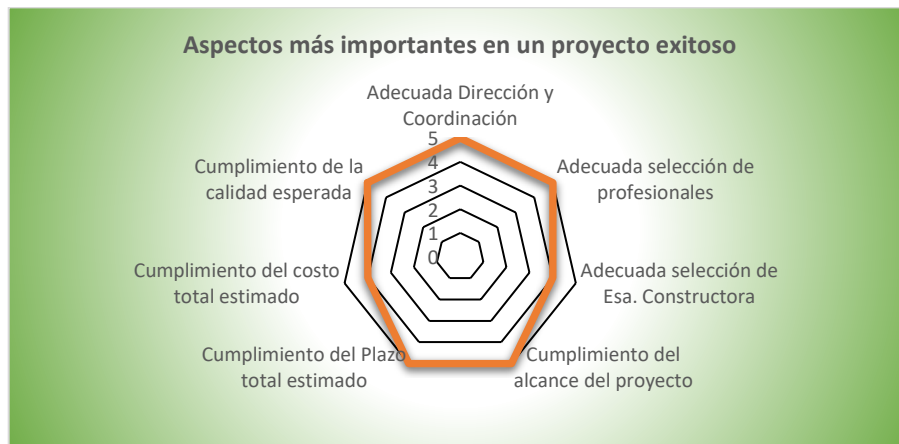 Aspectos más importantes en un proyecto exitoso
Adecuada Dirección y
Coordinación
5
4
3
2
1
0
Adecuada selección de
profesionales
Adecuada selección de
Esa. Constructora
Cumplimiento del
alcance del proyecto
Cumplimiento del Plazo
total estimado
Cumplimiento del costo
total estimado
Cumplimiento de la
calidad esperada